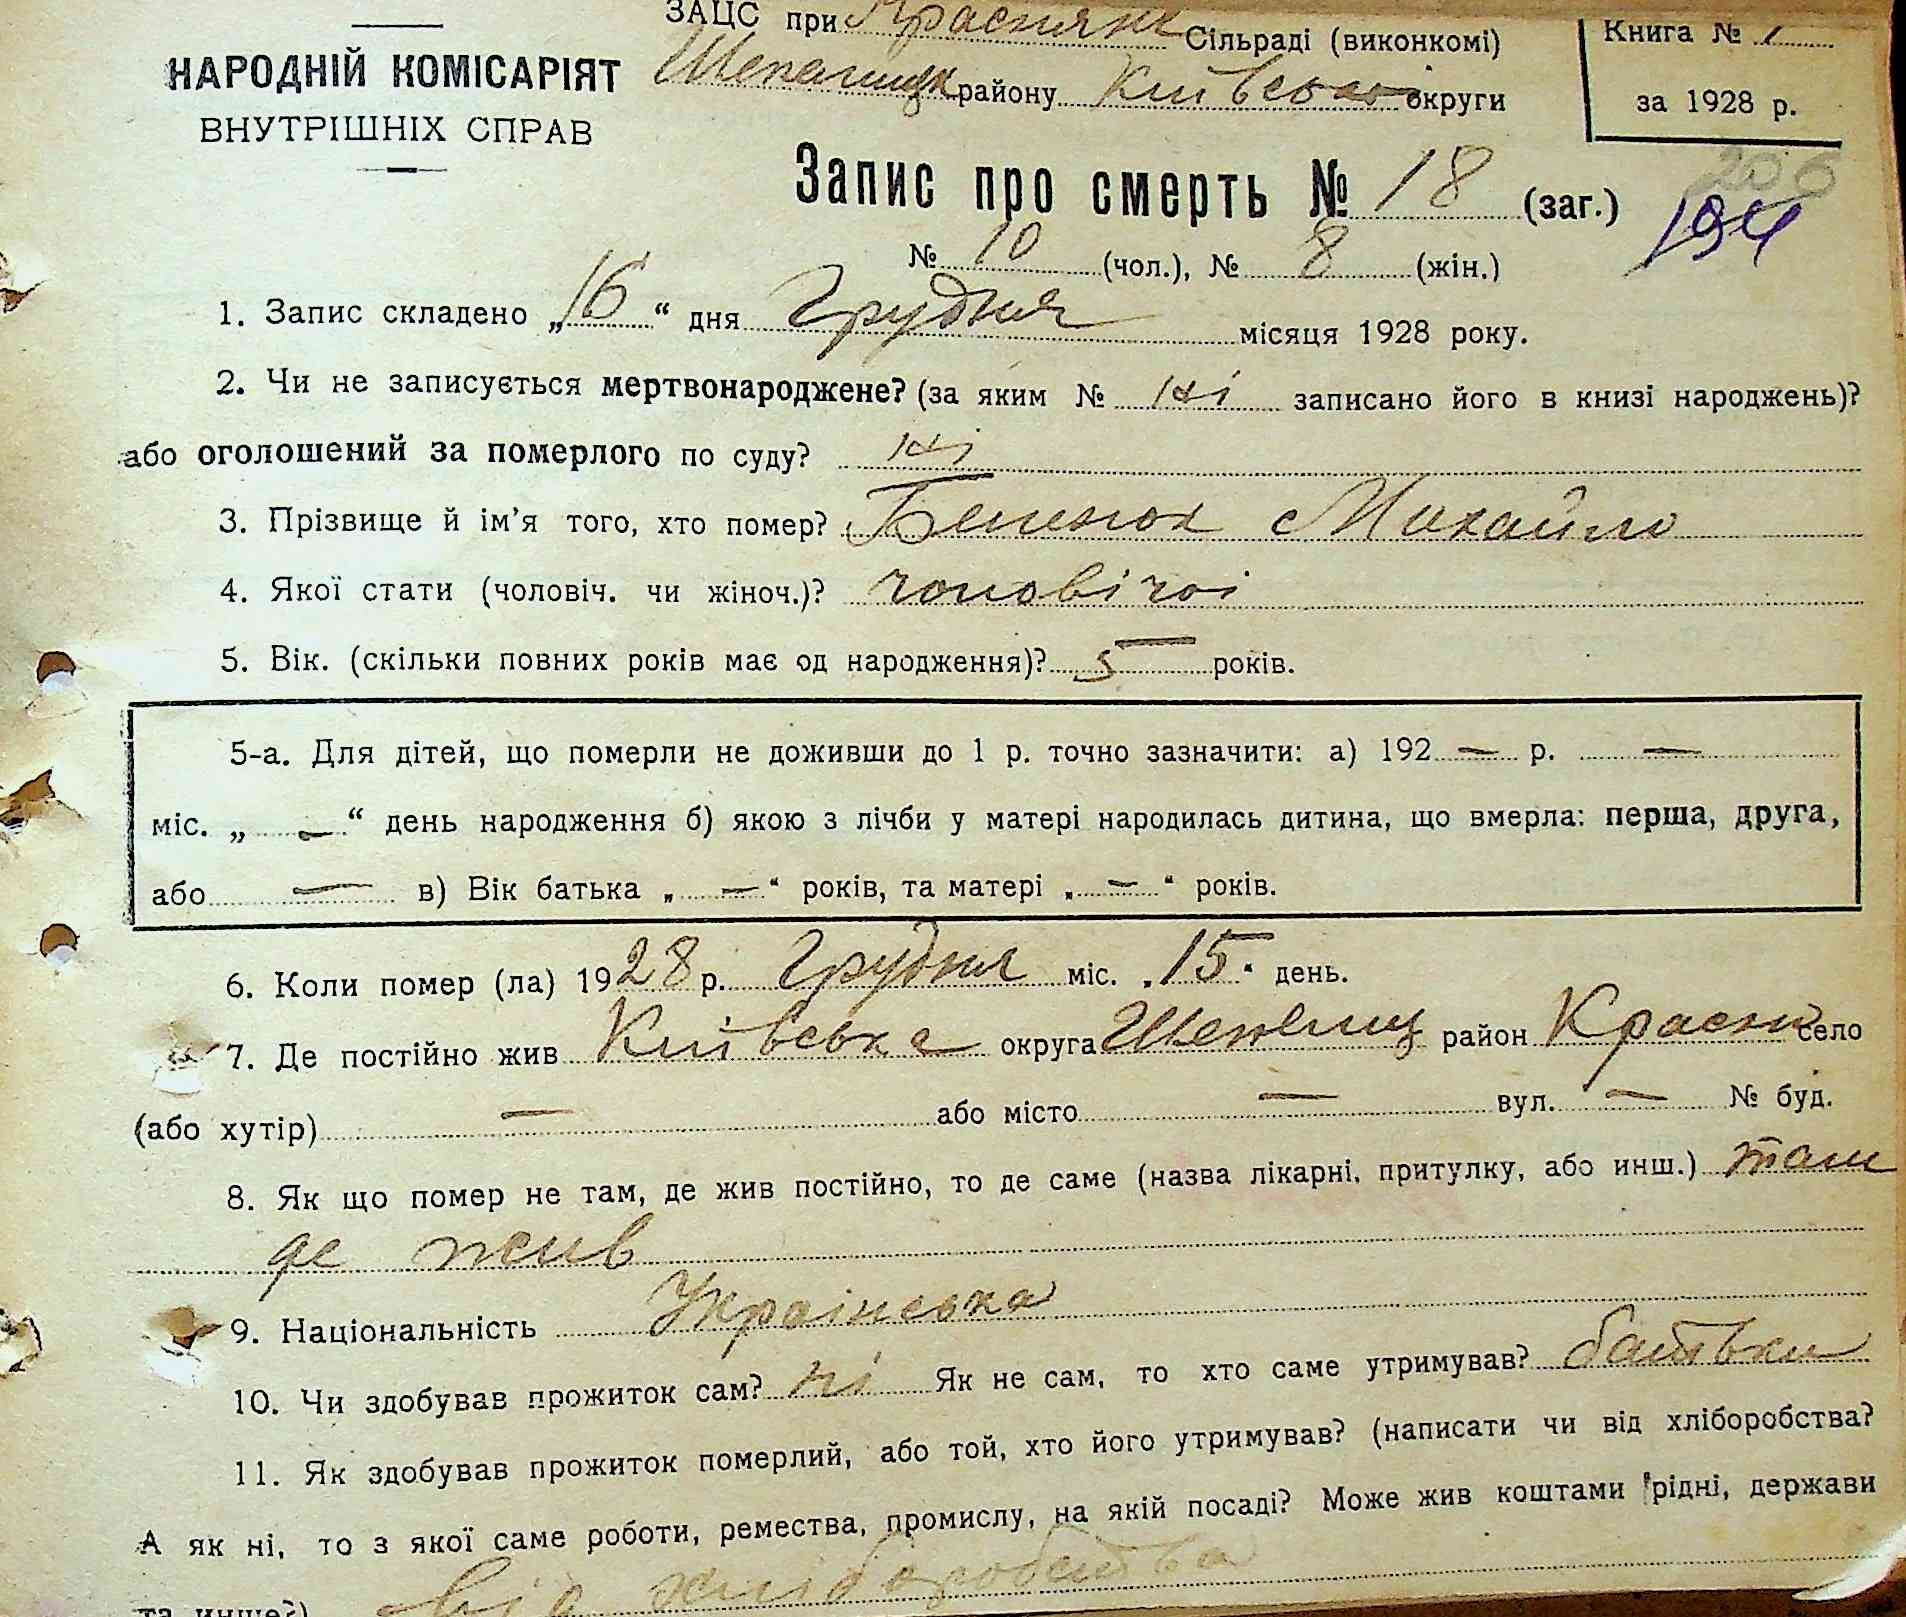 ЗАЦС при Краснянк Сільраді (виконкомі)
Шепелицк району Київської округи
Книга № 1
за 1928 р.
НАРОДНІЙ КОМІСАРІЯТ
ВНУТРІШНІХ СПРАВ
Запис про смерть № 18 (заг.)
206
194
№ 10 (чол.), № 8 (жін.)
1. Запис складено „16“ дня Грудня місяця 1928 року.
2. Чи не записується мертвонароджене? (за яким № ні записано його в книзі народжень)?
або оголошений за померлого по суду? ні
3. Прізвище й ім’я того, хто помер? Михайло
4. Якої стати (чоловіч. чи жіноч.)? чоловічої
5. Вік. (скільки повних років має од народження)? 5 років.
5-а. Для дітей, що померли не доживши до 1 р. точно зазначити: а) 192 — р. —
міс. „ — “ день народження б) якою з лічби у матері народилась дитина, що вмерла: перша, друга,
або — в) Вік батька „ — “ років, та матері „ — “ років.
6. Коли помер (ла) 1928 р. Грудня міс. „15“ день.
7. Де постійно жив Київська округа район Красно село
(або хутір) — або місто — вул. — № буд.
8. Як що помер не там, де жив постійно, то де саме (назва лікарні, притулку, або инш.) там
де жив
9. Національність Українська
10. Чи здобував прожиток сам? ні Як не сам, то хто саме утримував? батьки
11. Як здобував прожиток померлий, або той, хто його утримував? (написати чи від хліборобства?
А як ні, то з якої саме роботи, ремества, промислу, на якій посаді? Може жив коштами рідні, держави
та инше?) від хліборобства